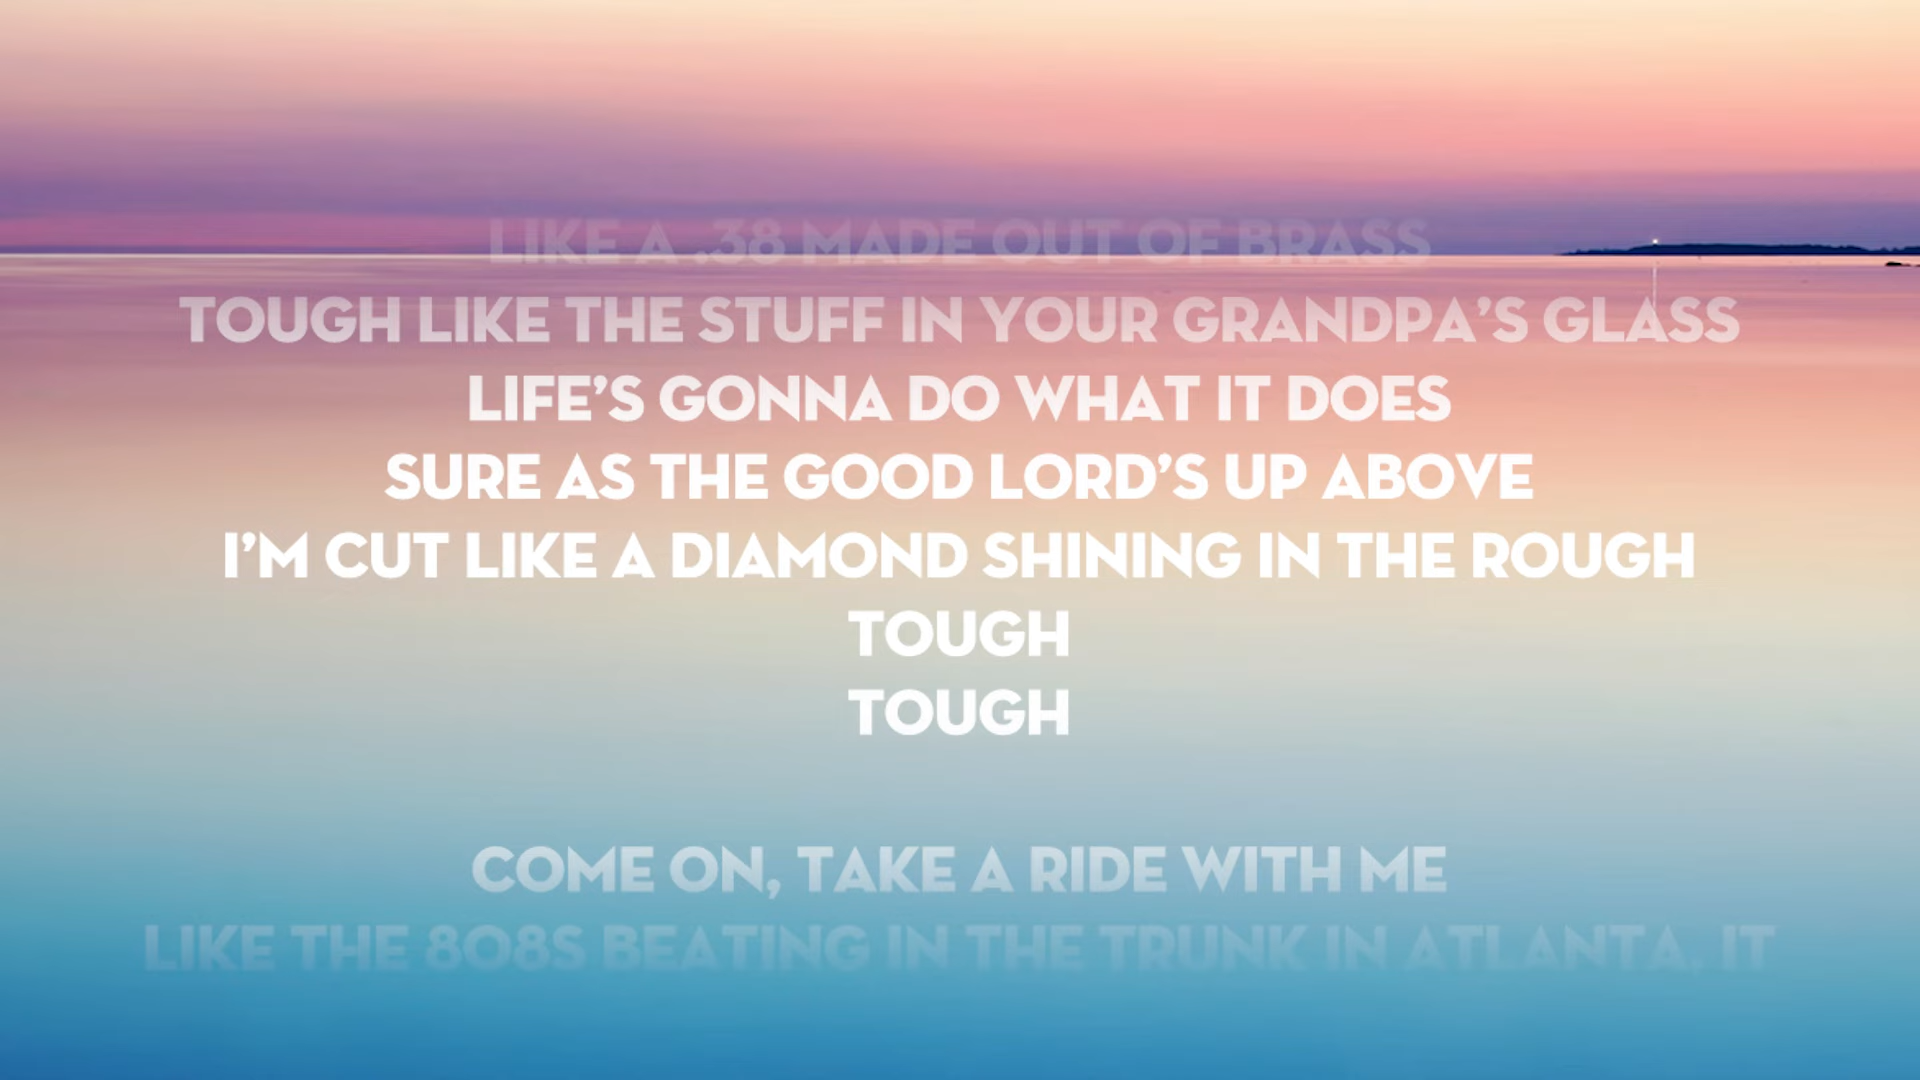 LIKE A .38 MADE OUT OF BRASS
TOUGH LIKE THE STUFF IN YOUR GRANDPA’S GLASS
LIFE’S GONNA DO WHAT IT DOES
SURE AS THE GOOD LORD’S UP ABOVE
I’M CUT LIKE A DIAMOND SHINING IN THE ROUGH
TOUGH
TOUGH
COME ON, TAKE A RIDE WITH ME
LIKE THE 808S BEATING IN THE TRUNK IN ATLANTA, IT